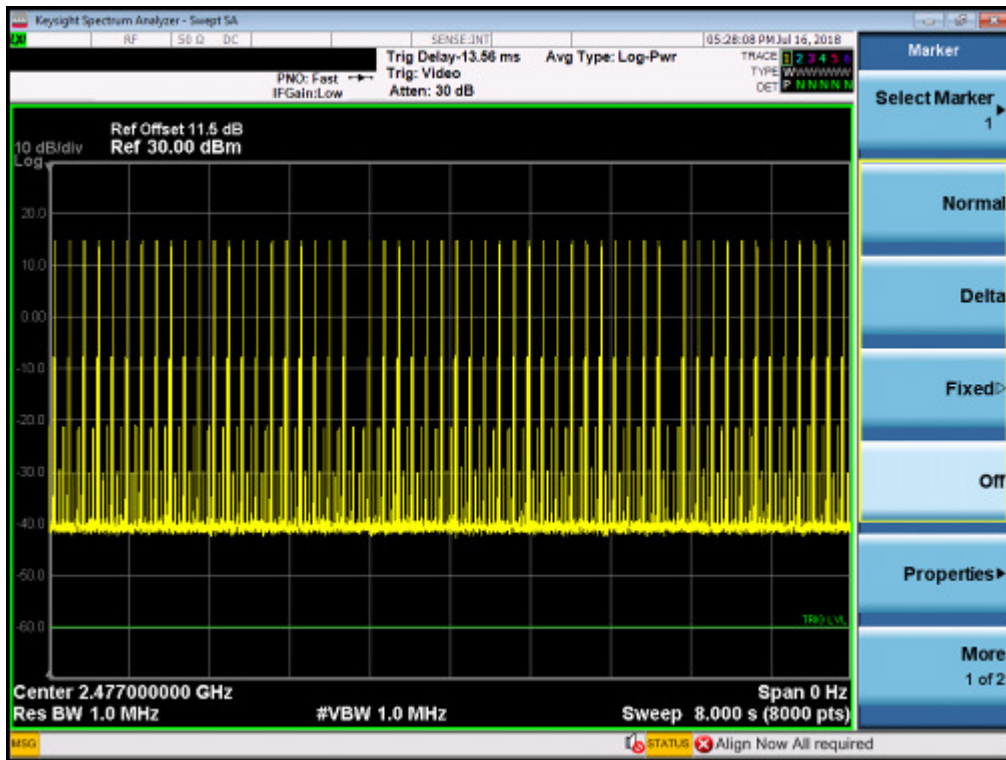 Keysight Spectrum Analyzer - Swept SA
LXI RF 50 Ω DC SENSE:INT 05:28:08 PM Jul 16, 2018
Trig Delay-13.56 ms Avg Type: Log-Pwr TRACE 1 2 3 4 5 6
PNO: Fast Trig: Video TYPE WWWWWW
IFGain:Low Atten: 30 dB DET P N N N N N
Ref Offset 11.5 dB
10 dB/div Ref 30.00 dBm
Log
20.0
10.0
0.00
-10.0
-20.0
-30.0
-40.0
-50.0
-60.0
TRIG LVL
Center 2.477000000 GHz Span 0 Hz
Res BW 1.0 MHz #VBW 1.0 MHz Sweep 8.000 s (8000 pts)
MSG STATUS Align Now All required
Marker
Select Marker
1
Normal
Delta
Fixed
Off
Properties
More
1 of 2